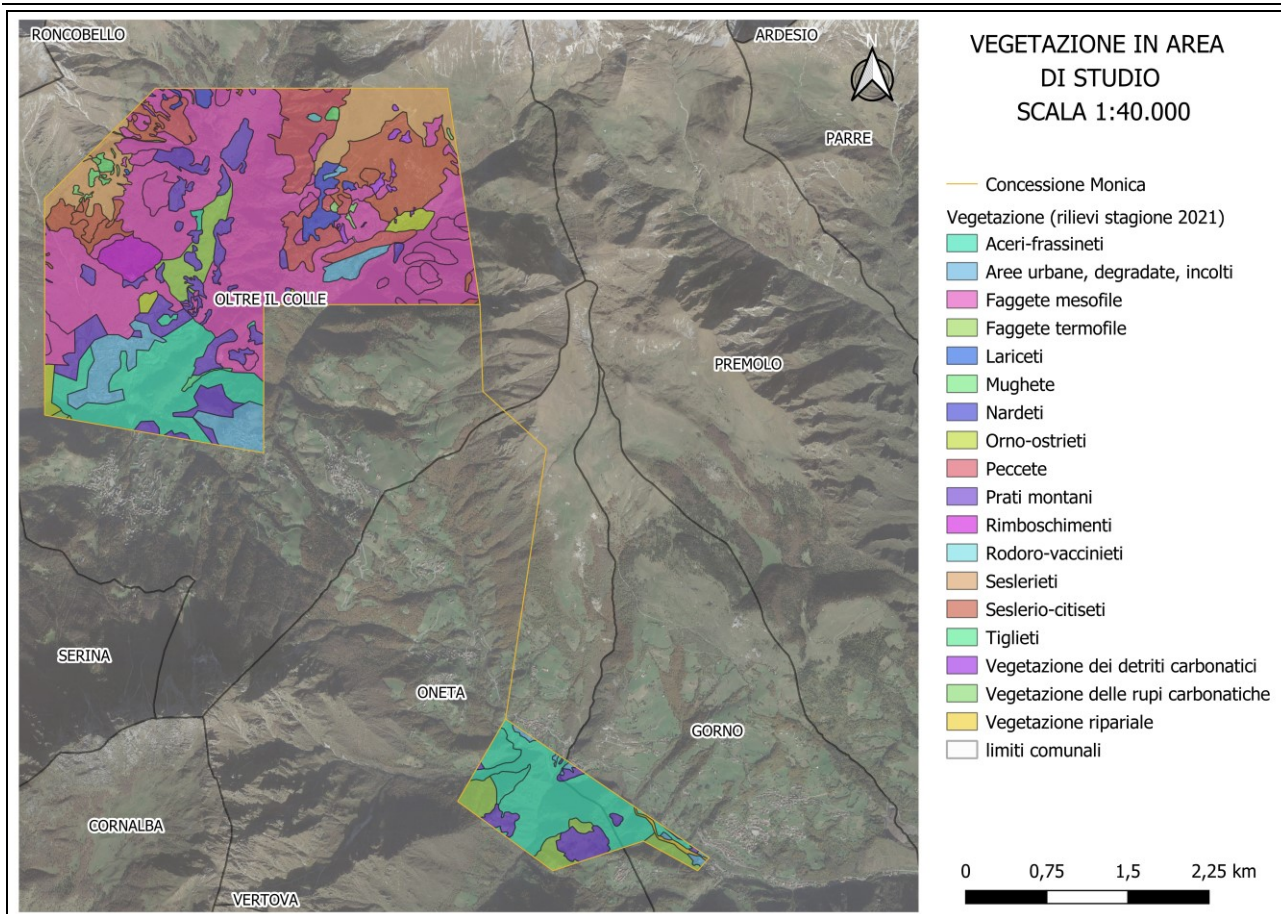 RONCOBELLO
ARDESIO
N
PARRE
OLTRE IL COLLE
PREMOLO
SERINA
ONETA
GORNO
CORNALBA
VERTOVA
VEGETAZIONE IN AREA
DI STUDIO
SCALA 1:40.000
Concessione Monica
Vegetazione (rilievi stagione 2021)
Aceri-frassineti
Aree urbane, degradate, incolti
Faggete mesofile
Faggete termofile
Lariceti
Mughete
Nardeti
Orno-ostrieti
Peccete
Prati montani
Rimboschimenti
Rodoro-vaccinieti
Seslerieti
Seslerio-citiseti
Tiglieti
Vegetazione dei detriti carbonatici
Vegetazione delle rupi carbonatiche
Vegetazione ripariale
limiti comunali
0 0,75 1,5 2,25 km